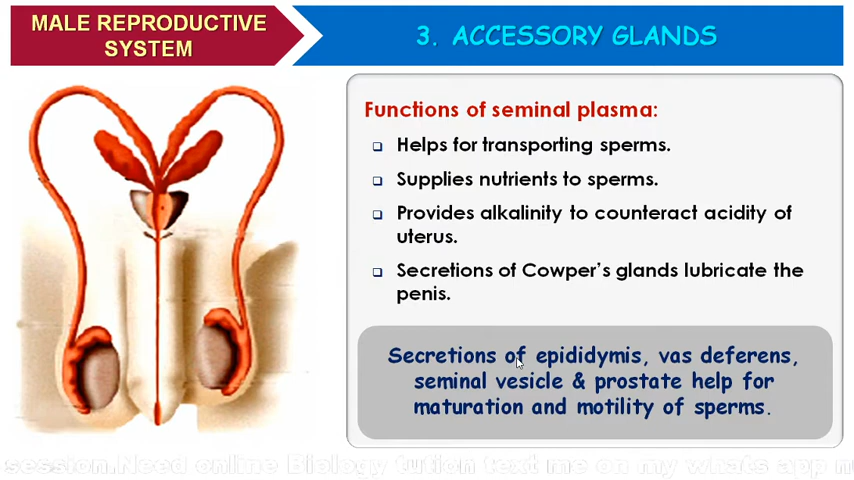 MALE REPRODUCTIVE
SYSTEM
3. ACCESSORY GLANDS
Functions of seminal plasma:
Helps for transporting sperms.
Supplies nutrients to sperms.
Provides alkalinity to counteract acidity of
uterus.
Secretions of Cowper's glands lubricate the
penis.
Secretions of epididymis, vas deferens,
seminal vesicle & prostate help for
maturation and motility of sperms.
session.Need online Biology tution text me on my whats app